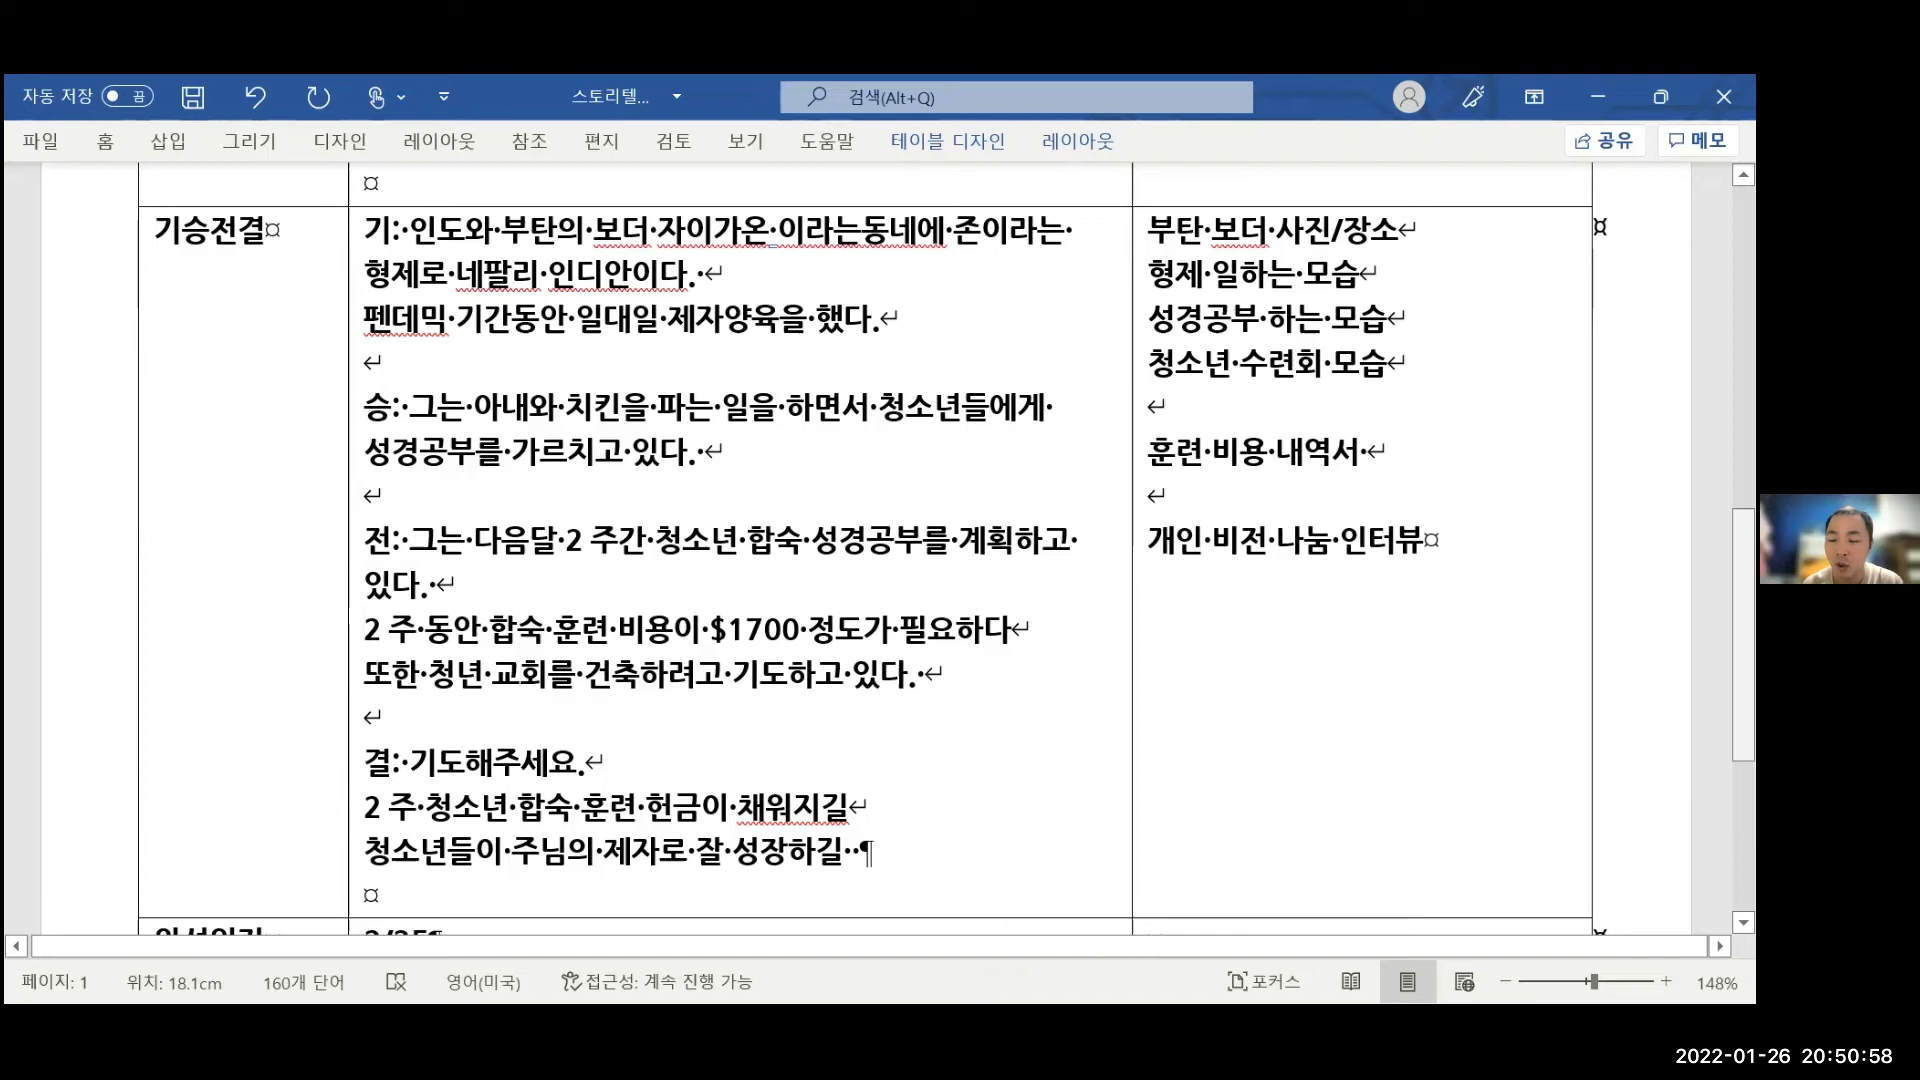 자동 저장 끔 스토리텔... 검색(Alt+Q)
파일 홈 삽입 그리기 디자인 레이아웃 참조 편지 검토 보기 도움말 테이블 디자인 레이아웃 공유 메모
기승전결
기: 인도와 부탄의 보더 자이가온 이라는동네에 존이라는
형제로 네팔리 인디안이다.
펜데믹 기간동안 일대일 제자양육을 했다.
승: 그는 아내와 치킨을 파는 일을 하면서 청소년들에게
성경공부를 가르치고 있다.
전: 그는 다음달 2 주간 청소년 합숙 성경공부를 계획하고
있다.
2 주 동안 합숙 훈련 비용이 $1700 정도가 필요하다
또한 청년 교회를 건축하려고 기도하고 있다.
결: 기도해주세요.
2 주 청소년 합숙 훈련 헌금이 채워지길
청소년들이 주님의 제자로 잘 성장하길
부탄 보더 사진/장소
형제 일하는 모습
성경공부 하는 모습
청소년 수련회 모습
훈련 비용 내역서
개인 비전 나눔 인터뷰
페이지: 1 위치: 18.1cm 160개 단어 영어(미국) 접근성: 계속 진행 가능 포커스 148%
2022-01-26 20:50:58